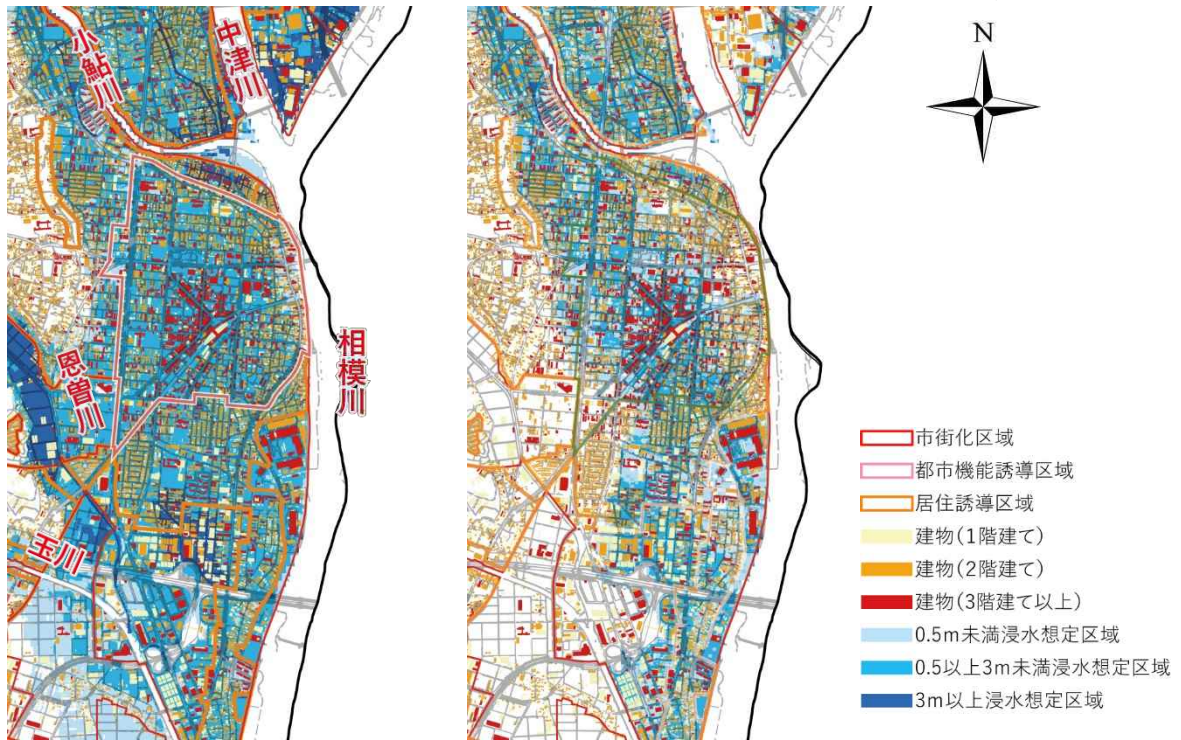 小鮎川
中津川
恩曽川
相模川
玉川
N
市街化区域
都市機能誘導区域
居住誘導区域
建物(1階建て)
建物(2階建て)
建物(3階建て以上)
0.5m未満浸水想定区域
0.5以上3m未満浸水想定区域
3m以上浸水想定区域